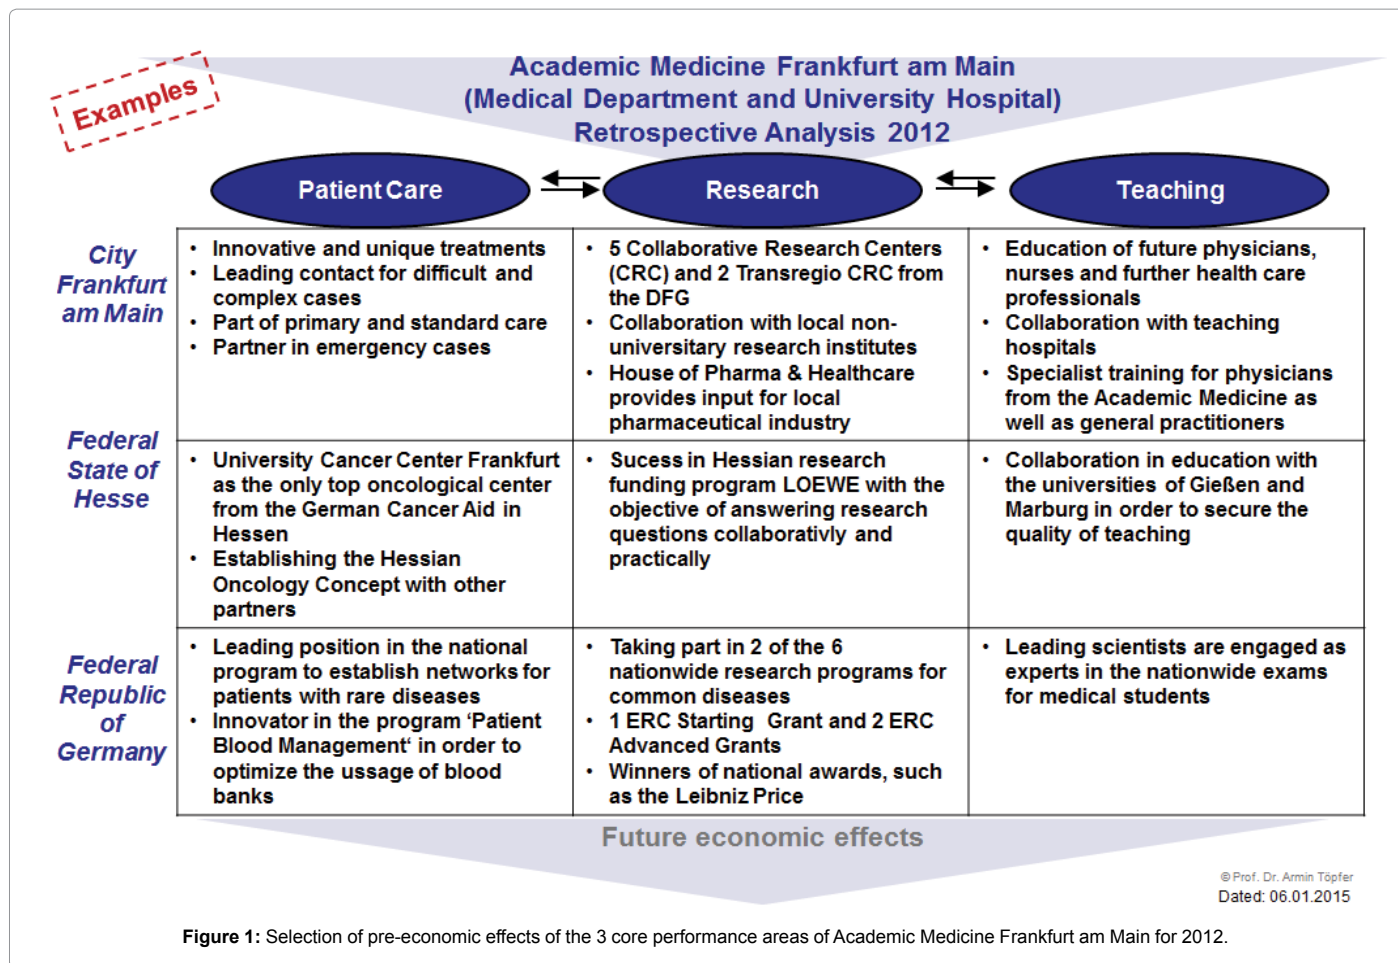 Examples
Academic Medicine Frankfurt am Main
(Medical Department and University Hospital)
Retrospective Analysis 2012
Patient Care
Research
Teaching
City
Frankfurt
am Main
• Innovative and unique treatments
• Leading contact for difficult and
complex cases
• Part of primary and standard care
• Partner in emergency cases
• 5 Collaborative Research Centers
(CRC) and 2 Transregio CRC from
the DFG
• Collaboration with local non-
universitary research institutes
• House of Pharma & Healthcare
provides input for local
pharmaceutical industry
• Education of future physicians,
nurses and further health care
professionals
• Collaboration with teaching
hospitals
• Specialist training for physicians
from the Academic Medicine as
well as general practitioners
Federal
State of
Hesse
• University Cancer Center Frankfurt
as the only top oncological center
from the German Cancer Aid in
Hessen
• Establishing the Hessian
Oncology Concept with other
partners
• Sucess in Hessian research
funding program LOEWE with the
objective of answering research
questions collaborativly and
practically
• Collaboration in education with
the universities of Gießen and
Marburg in order to secure the
quality of teaching
Federal
Republic
of
Germany
• Leading position in the national
program to establish networks for
patients with rare diseases
• Innovator in the program ‘Patient
Blood Management‘ in order to
optimize the ussage of blood
banks
• Taking part in 2 of the 6
nationwide research programs for
common diseases
• 1 ERC Starting Grant and 2 ERC
Advanced Grants
• Winners of national awards, such
as the Leibniz Price
• Leading scientists are engaged as
experts in the nationwide exams
for medical students
Future economic effects
© Prof. Dr. Armin Töpfer
Dated: 06.01.2015
Figure 1: Selection of pre-economic effects of the 3 core performance areas of Academic Medicine Frankfurt am Main for 2012.